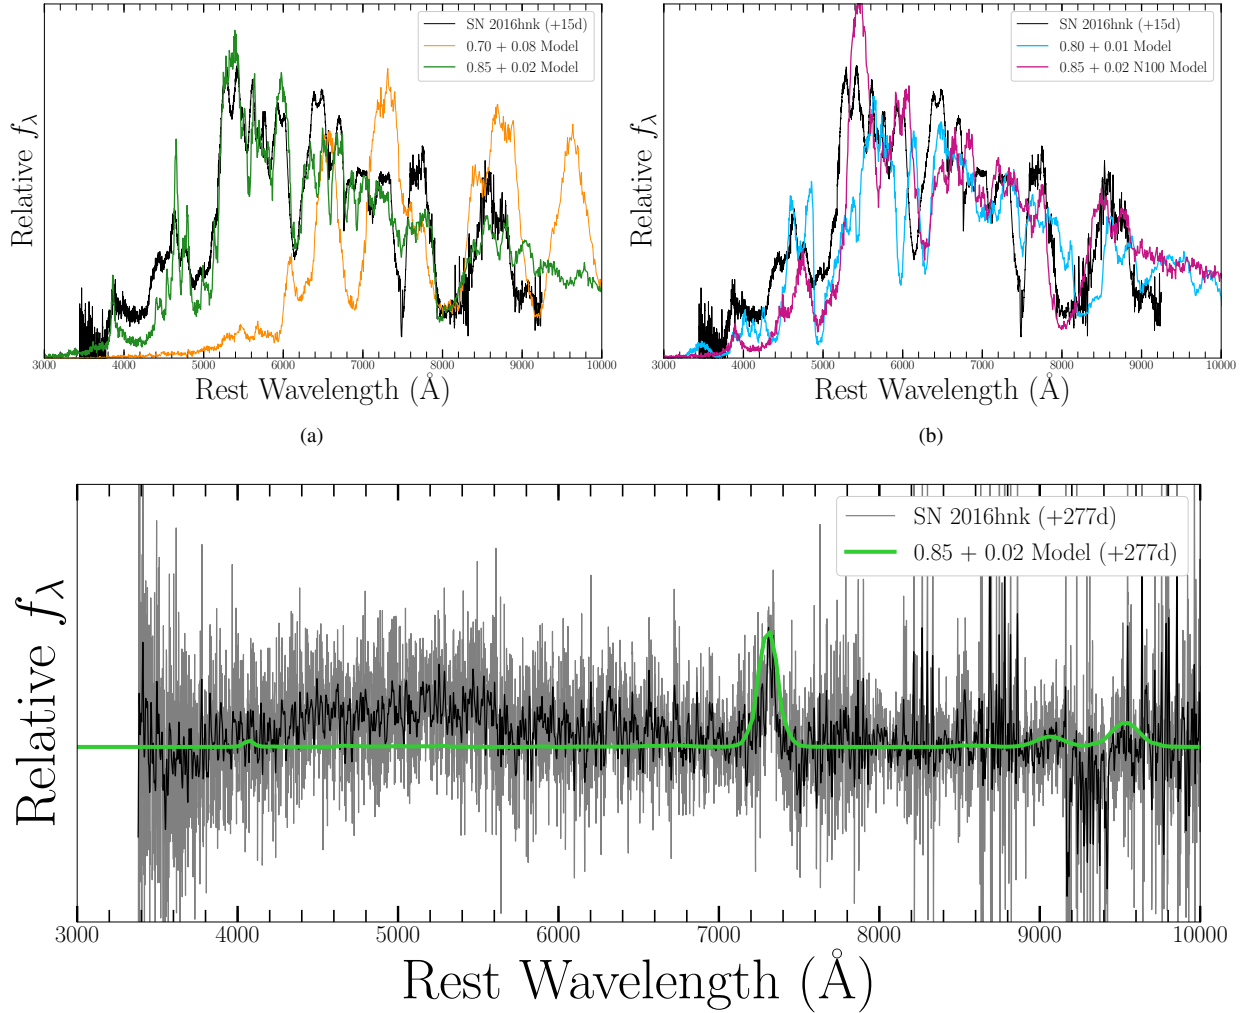 SN 2016hnk (+15d)
0.70 + 0.08 Model
0.85 + 0.02 Model
Relative fλ
3000 4000 5000 6000 7000 8000 9000 10000
Rest Wavelength (Å)
(a)
SN 2016hnk (+15d)
0.80 + 0.01 Model
0.85 + 0.02 N100 Model
Relative fλ
3000 4000 5000 6000 7000 8000 9000 10000
Rest Wavelength (Å)
(b)
SN 2016hnk (+277d)
0.85 + 0.02 Model (+277d)
Relative fλ
3000 4000 5000 6000 7000 8000 9000 10000
Rest Wavelength (Å)